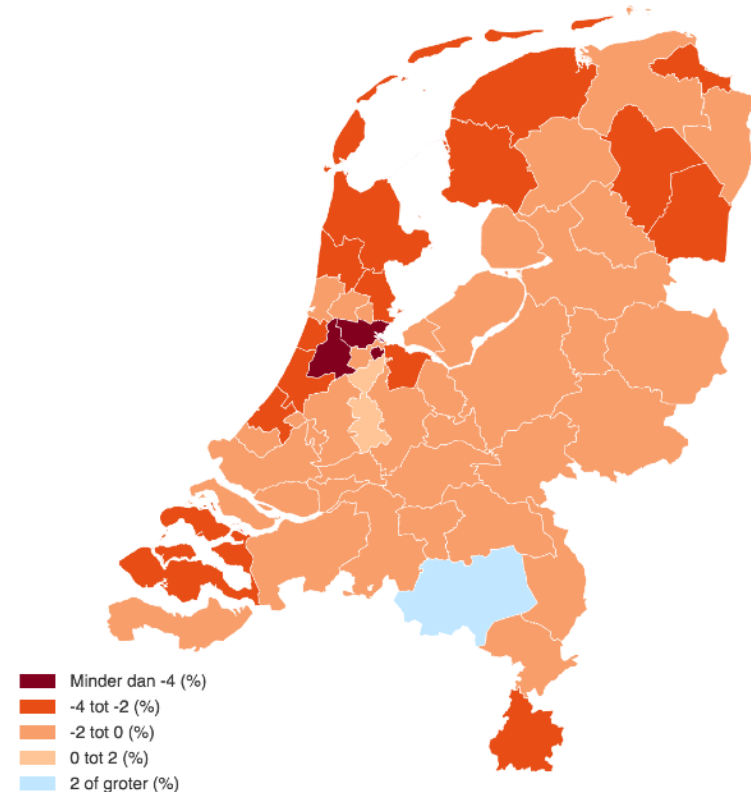 Minder dan -4 (%)
-4 tot -2 (%)
-2 tot 0 (%)
0 tot 2 (%)
2 of groter (%)